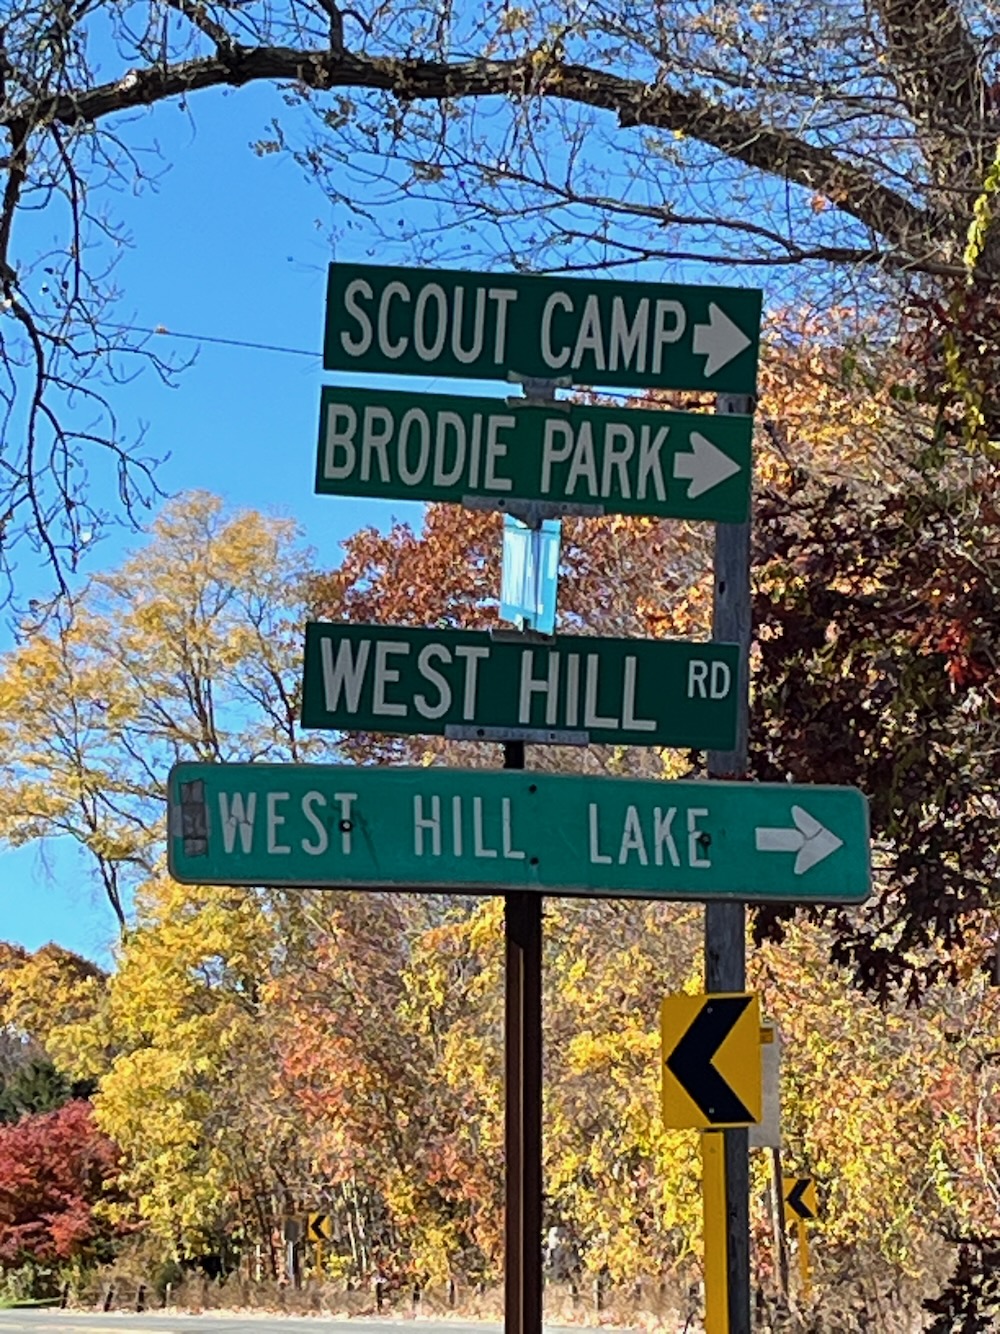 SCOUT CAMP
BRODIE PARK
WEST HILL RD
WEST HILL LAKE